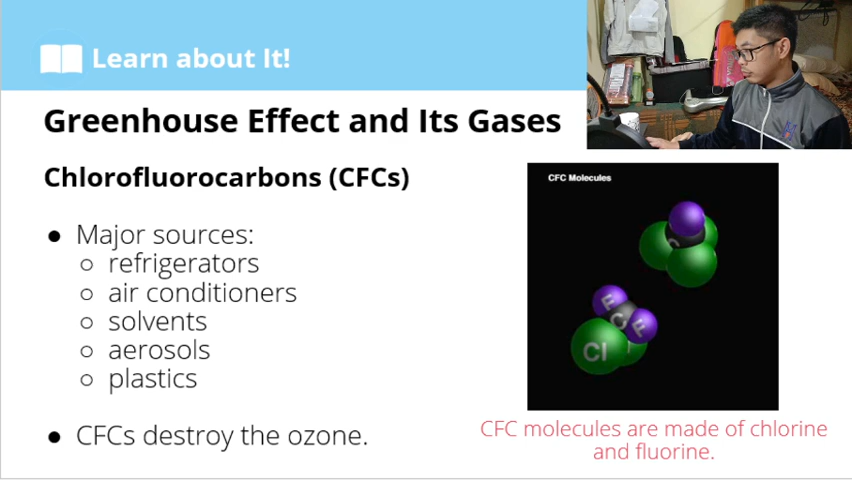 Learn about It!
Greenhouse Effect and Its Gases
Chlorofluorocarbons (CFCs)
● Major sources:
○ refrigerators
○ air conditioners
○ solvents
○ aerosols
○ plastics
● CFCs destroy the ozone.
CFC Molecules
C
F
C
F
Cl
CFC molecules are made of chlorine
and fluorine.